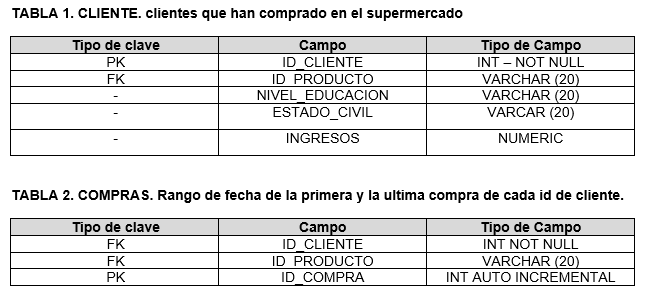 TABLA 1. CLIENTE. clientes que han comprado en el supermercado
Tipo de clave Campo Tipo de Campo
PK ID_CLIENTE INT – NOT NULL
FK ID_PRODUCTO VARCHAR (20)
- NIVEL_EDUCACION VARCHAR (20)
- ESTADO_CIVIL VARCAR (20)
- INGRESOS NUMERIC
TABLA 2. COMPRAS. Rango de fecha de la primera y la ultima compra de cada id de cliente.
Tipo de clave Campo Tipo de Campo
FK ID_CLIENTE INT NOT NULL
FK ID_PRODUCTO VARCHAR (20)
PK ID_COMPRA INT AUTO INCREMENTAL